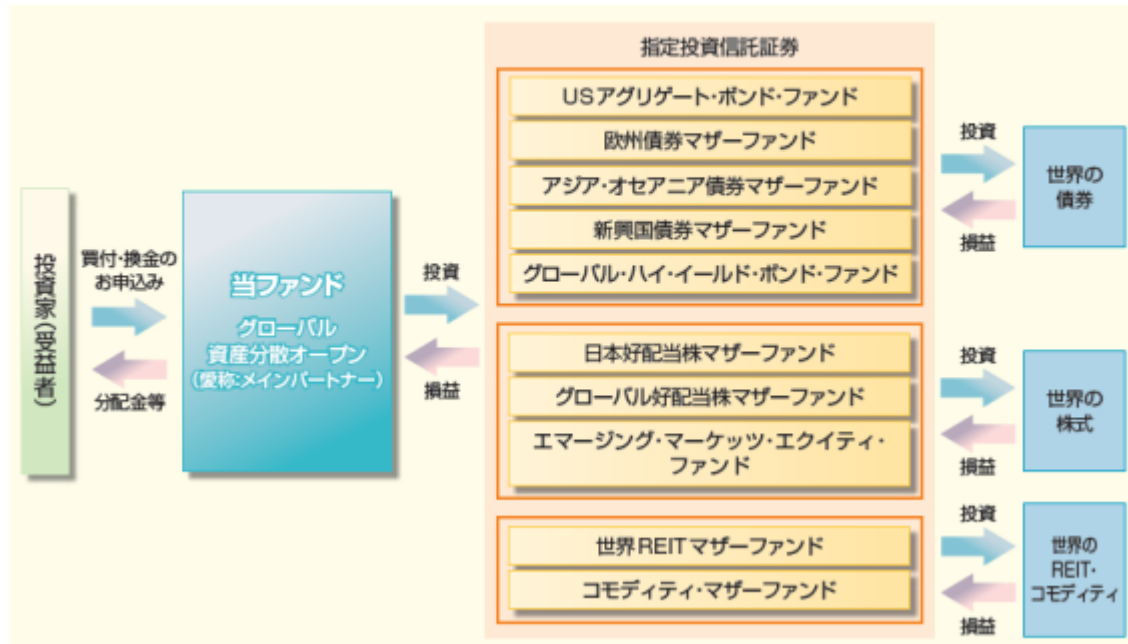 投資家(受益者)
買付・換金の
お申込み
分配金等
当ファンド
グローバル
資産分散オープン
(愛称:メインパートナー)
投資
損益
指定投資信託証券
USアグリゲート・ボンド・ファンド
欧州債券マザーファンド
アジア・オセアニア債券マザーファンド
新興国債券マザーファンド
グローバル・ハイ・イールド・ボンド・ファンド
投資
損益
世界の
債券
日本好配当株マザーファンド
グローバル好配当株マザーファンド
エマージング・マーケッツ・エクイティ・
ファンド
投資
損益
世界の
株式
世界REITマザーファンド
コモディティ・マザーファンド
投資
損益
世界の
REIT・
コモディティ